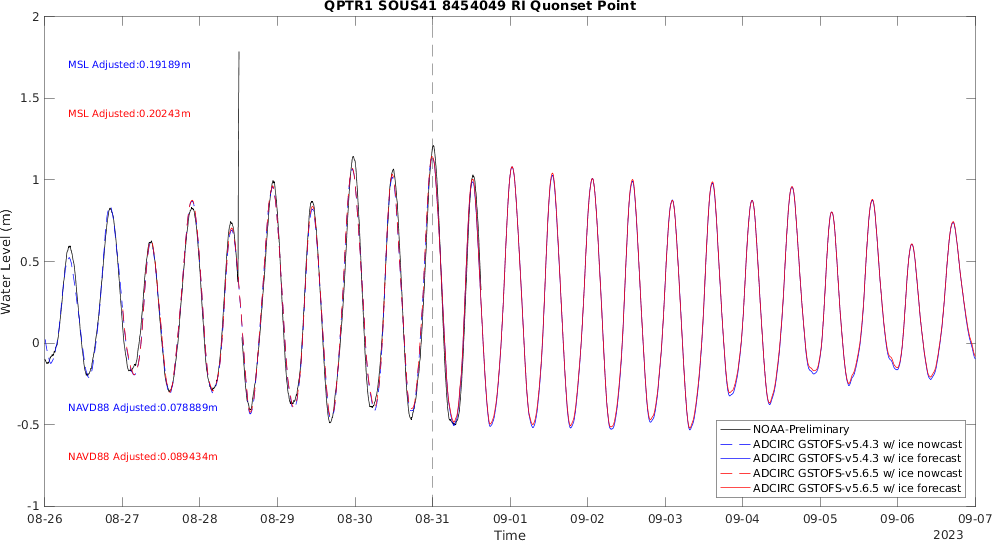 QPTR1 SOUS41 8454049 RI Quonset Point
2
1.5
1
0.5
0
-0.5
-1
Water Level (m)
MSL Adjusted:0.19189m
MSL Adjusted:0.20243m
NAVD88 Adjusted:0.078889m
NAVD88 Adjusted:0.089434m
NOAA-Preliminary
ADCIRC GSTOFS-v5.4.3 w/ ice nowcast
ADCIRC GSTOFS-v5.4.3 w/ ice forecast
ADCIRC GSTOFS-v5.6.5 w/ ice nowcast
ADCIRC GSTOFS-v5.6.5 w/ ice forecast
08-26 08-27 08-28 08-29 08-30 08-31 09-01 09-02 09-03 09-04 09-05 09-06 09-07
Time
2023